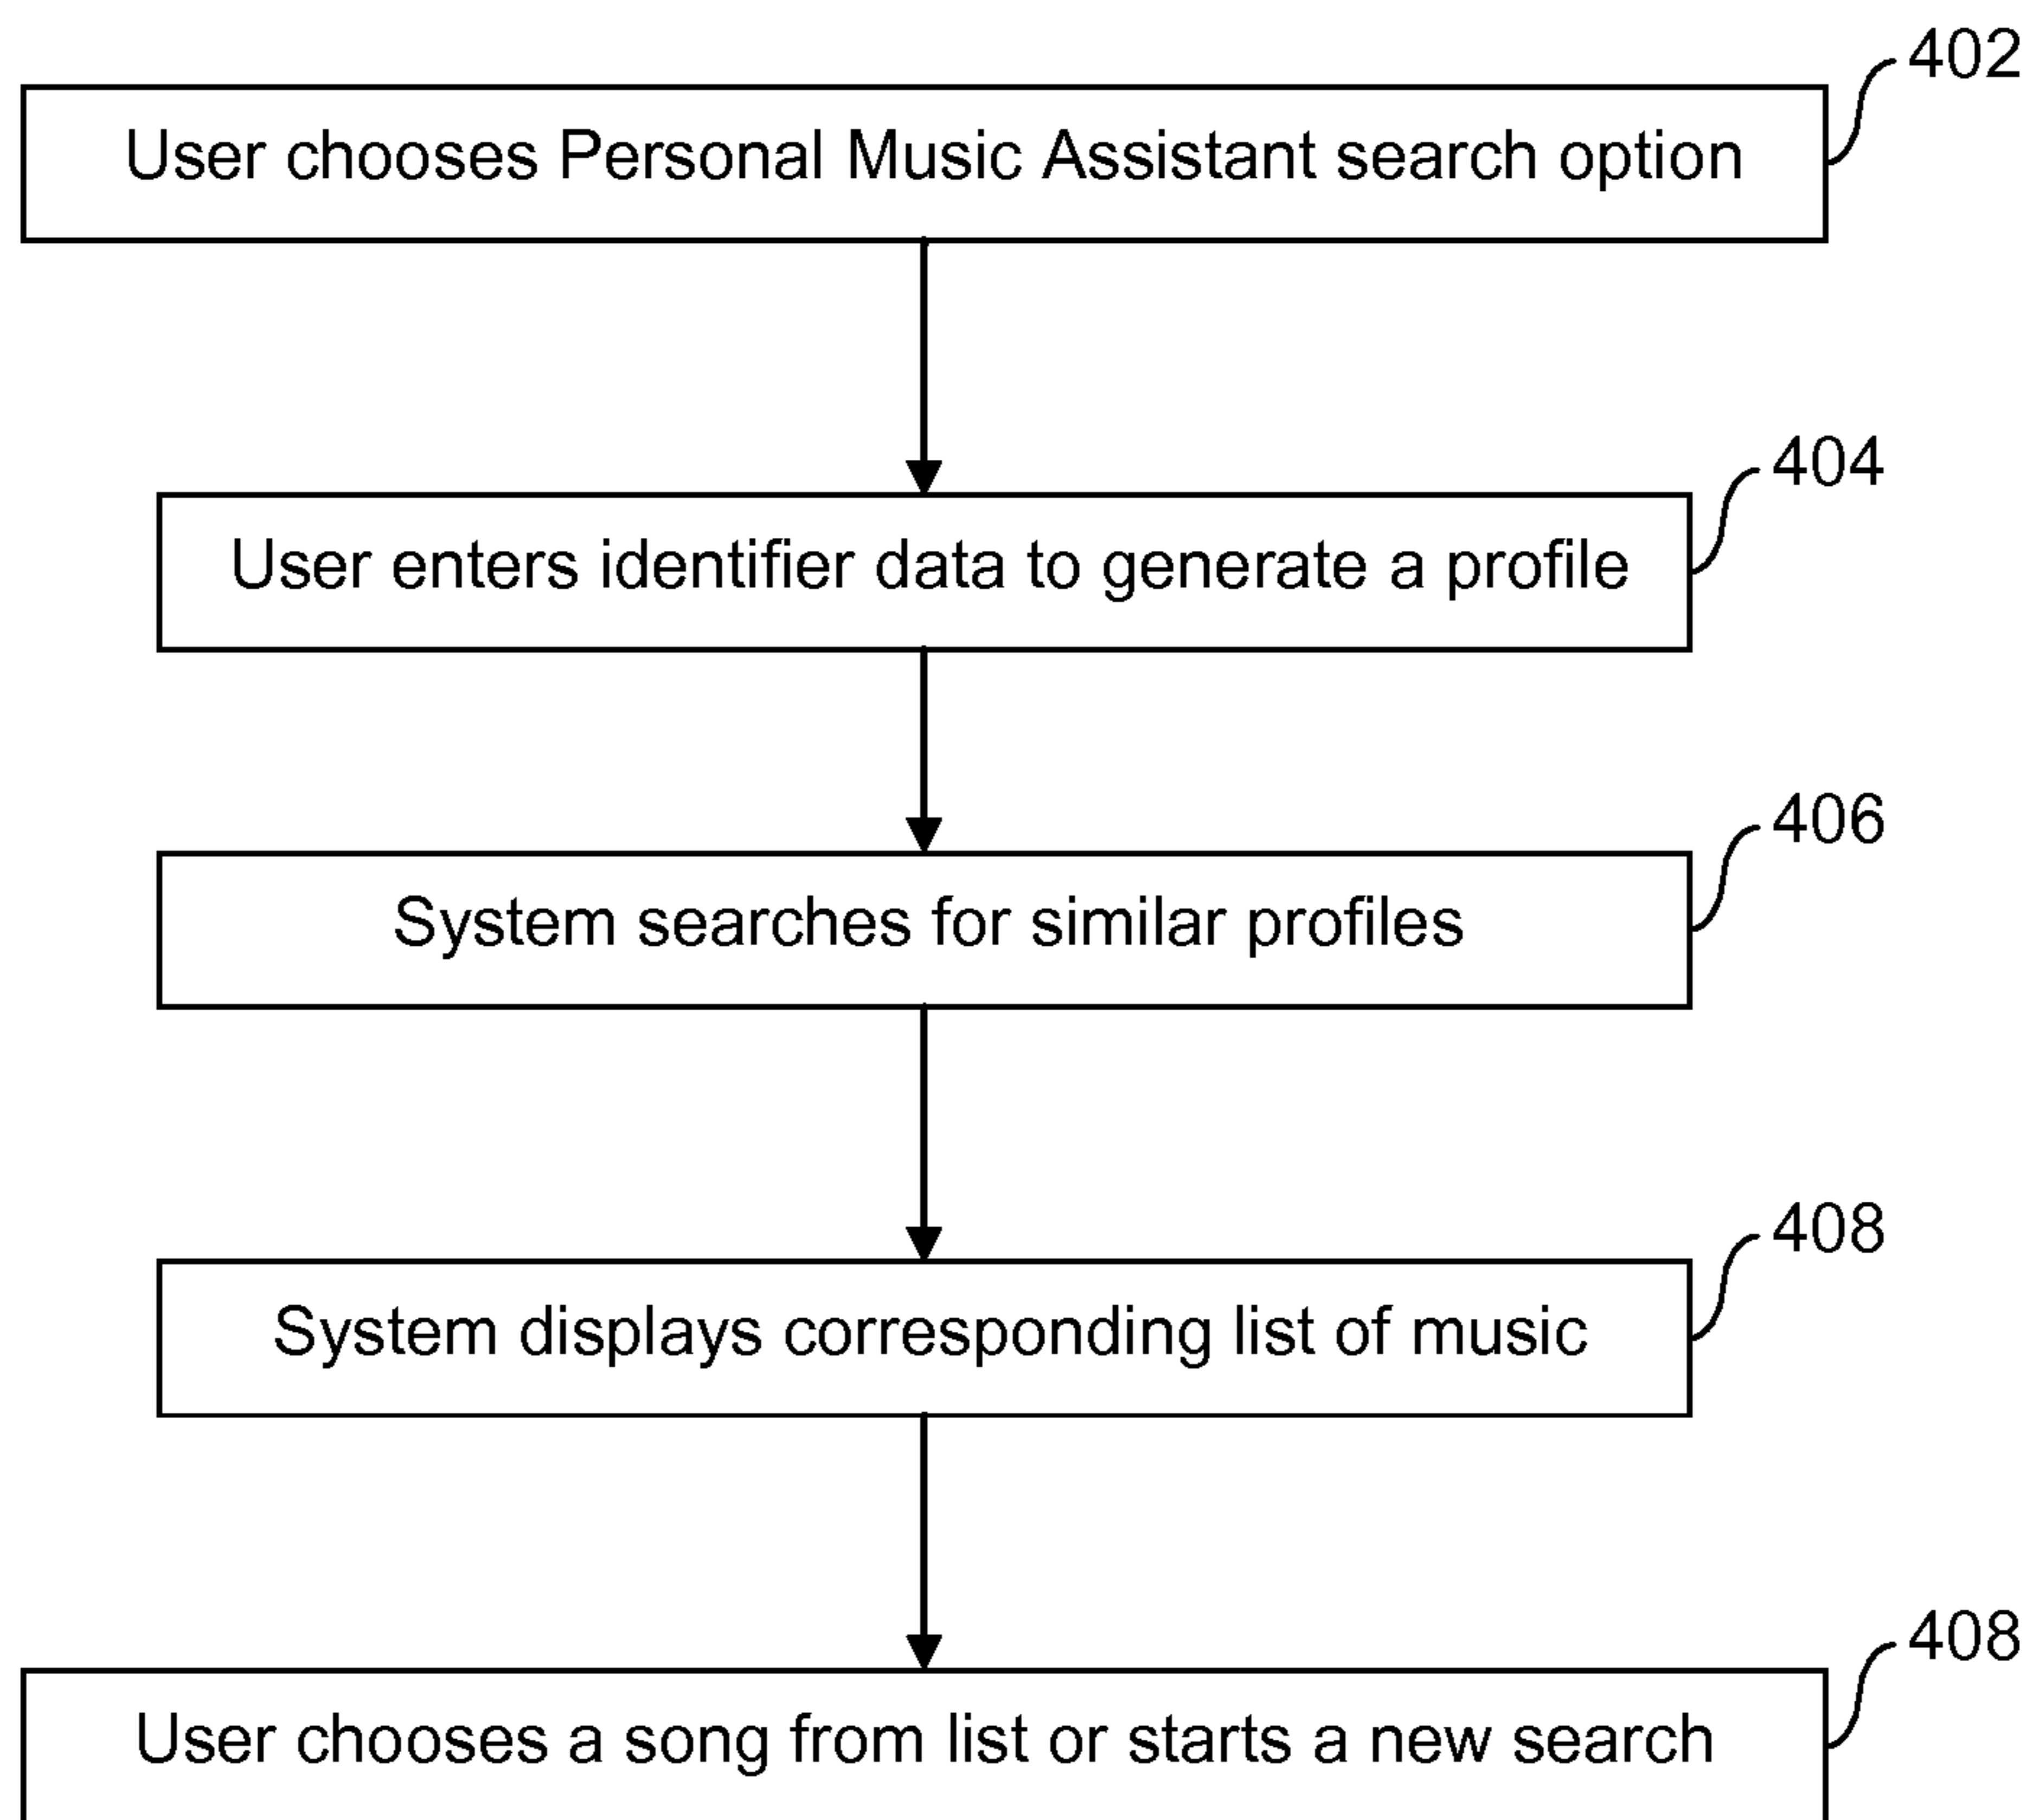 402
User chooses Personal Music Assistant search option
404
User enters identifier data to generate a profile
406
System searches for similar profiles
408
System displays corresponding list of music
408
User chooses a song from list or starts a new search